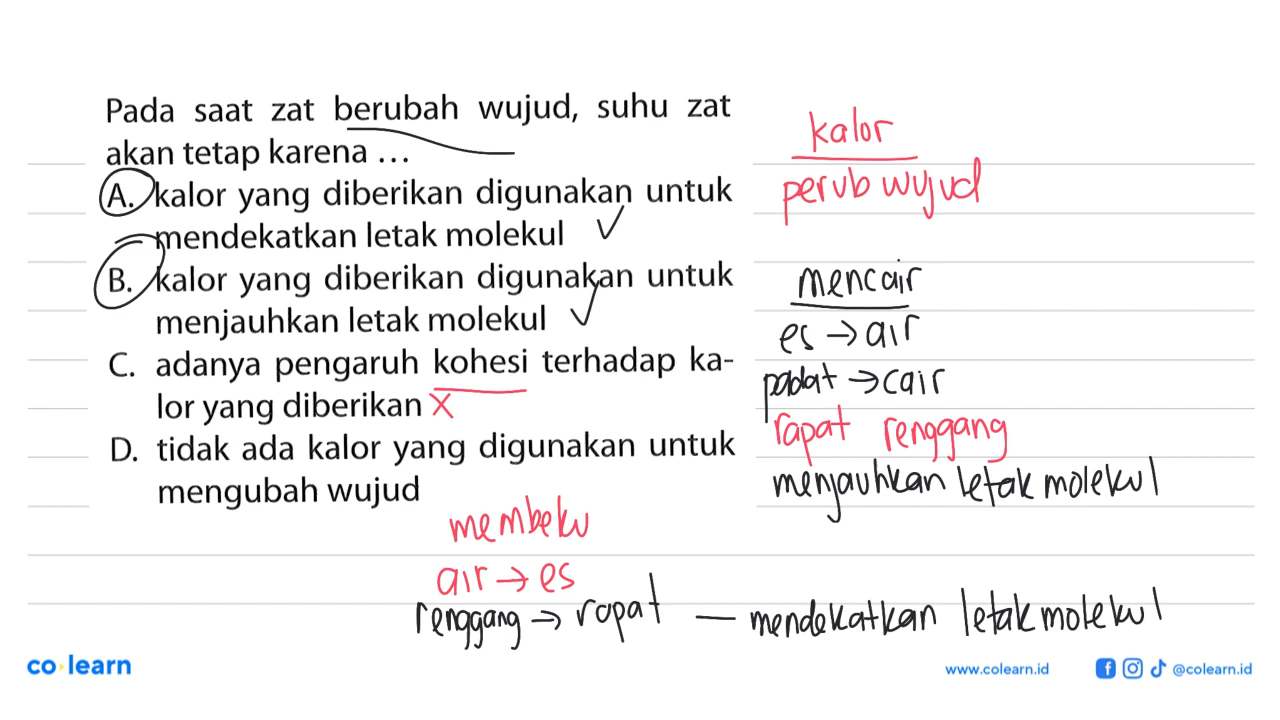 Pada saat zat berubah wujud, suhu zat
akan tetap karena ...
A. kalor yang diberikan digunakan untuk
mendekatkan letak molekul ✓
B. kalor yang diberikan digunakan untuk
menjauhkan letak molekul ✓
C. adanya pengaruh kohesi terhadap ka-
lor yang diberikan X
D. tidak ada kalor yang digunakan untuk
mengubah wujud
kalor
perub wujud
mencair
es → air
padat → cair
rapat renggang
menjauhkan letak molekul
membeku
air → es
renggang → rapat — mendekatkan letak molekul
co learn
www.colearn.id @colearn.id